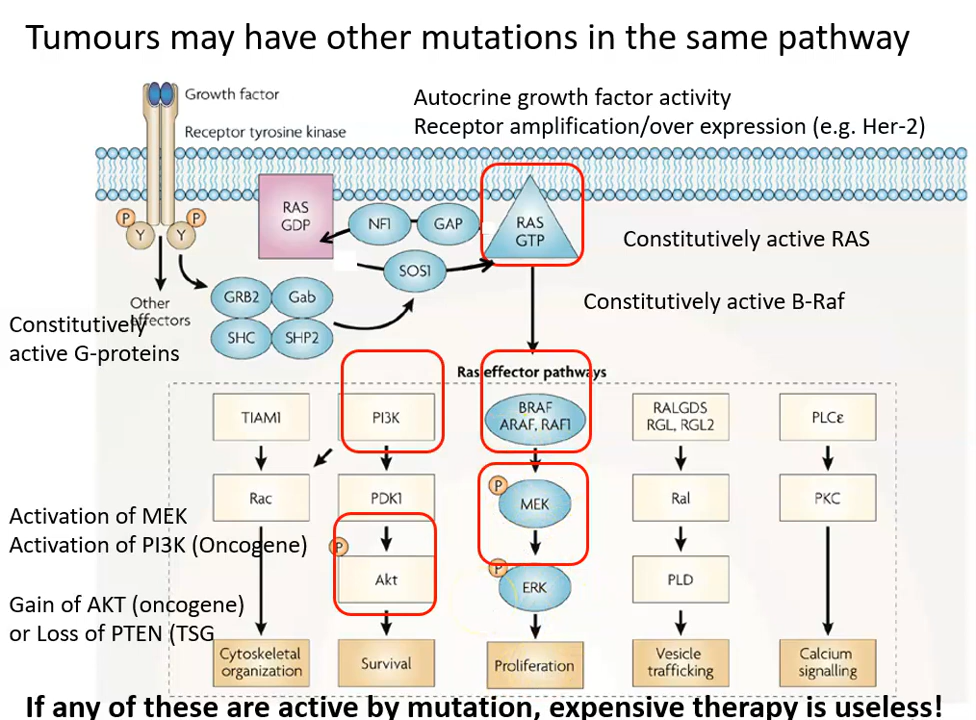 Tumours may have other mutations in the same pathway
Growth factor
Receptor tyrosine kinase
Autocrine growth factor activity
Receptor amplification/over expression (e.g. Her-2)
P
P
Y
Y
RAS
GDP
NF1
GAP
RAS
GTP
SOS1
Constitutively active RAS
Constitutively active B-Raf
Other
effectors
GRB2
Gab
SHC
SHP2
Constitutively
active G-proteins
Ras effector pathways
TIAM1
PI3K
BRAF
ARAF, RAF1
RALGDS
RGL, RGL2
PLCε
Rac
PDK1
P
MEK
Ral
PKC
Activation of MEK
Activation of PI3K (Oncogene)
P
Akt
P
ERK
PLD
Gain of AKT (oncogene)
or Loss of PTEN (TSG
Cytoskeletal
organization
Survival
Proliferation
Vesicle
trafficking
Calcium
signalling
If any of these are active by mutation, expensive therapy is useless!